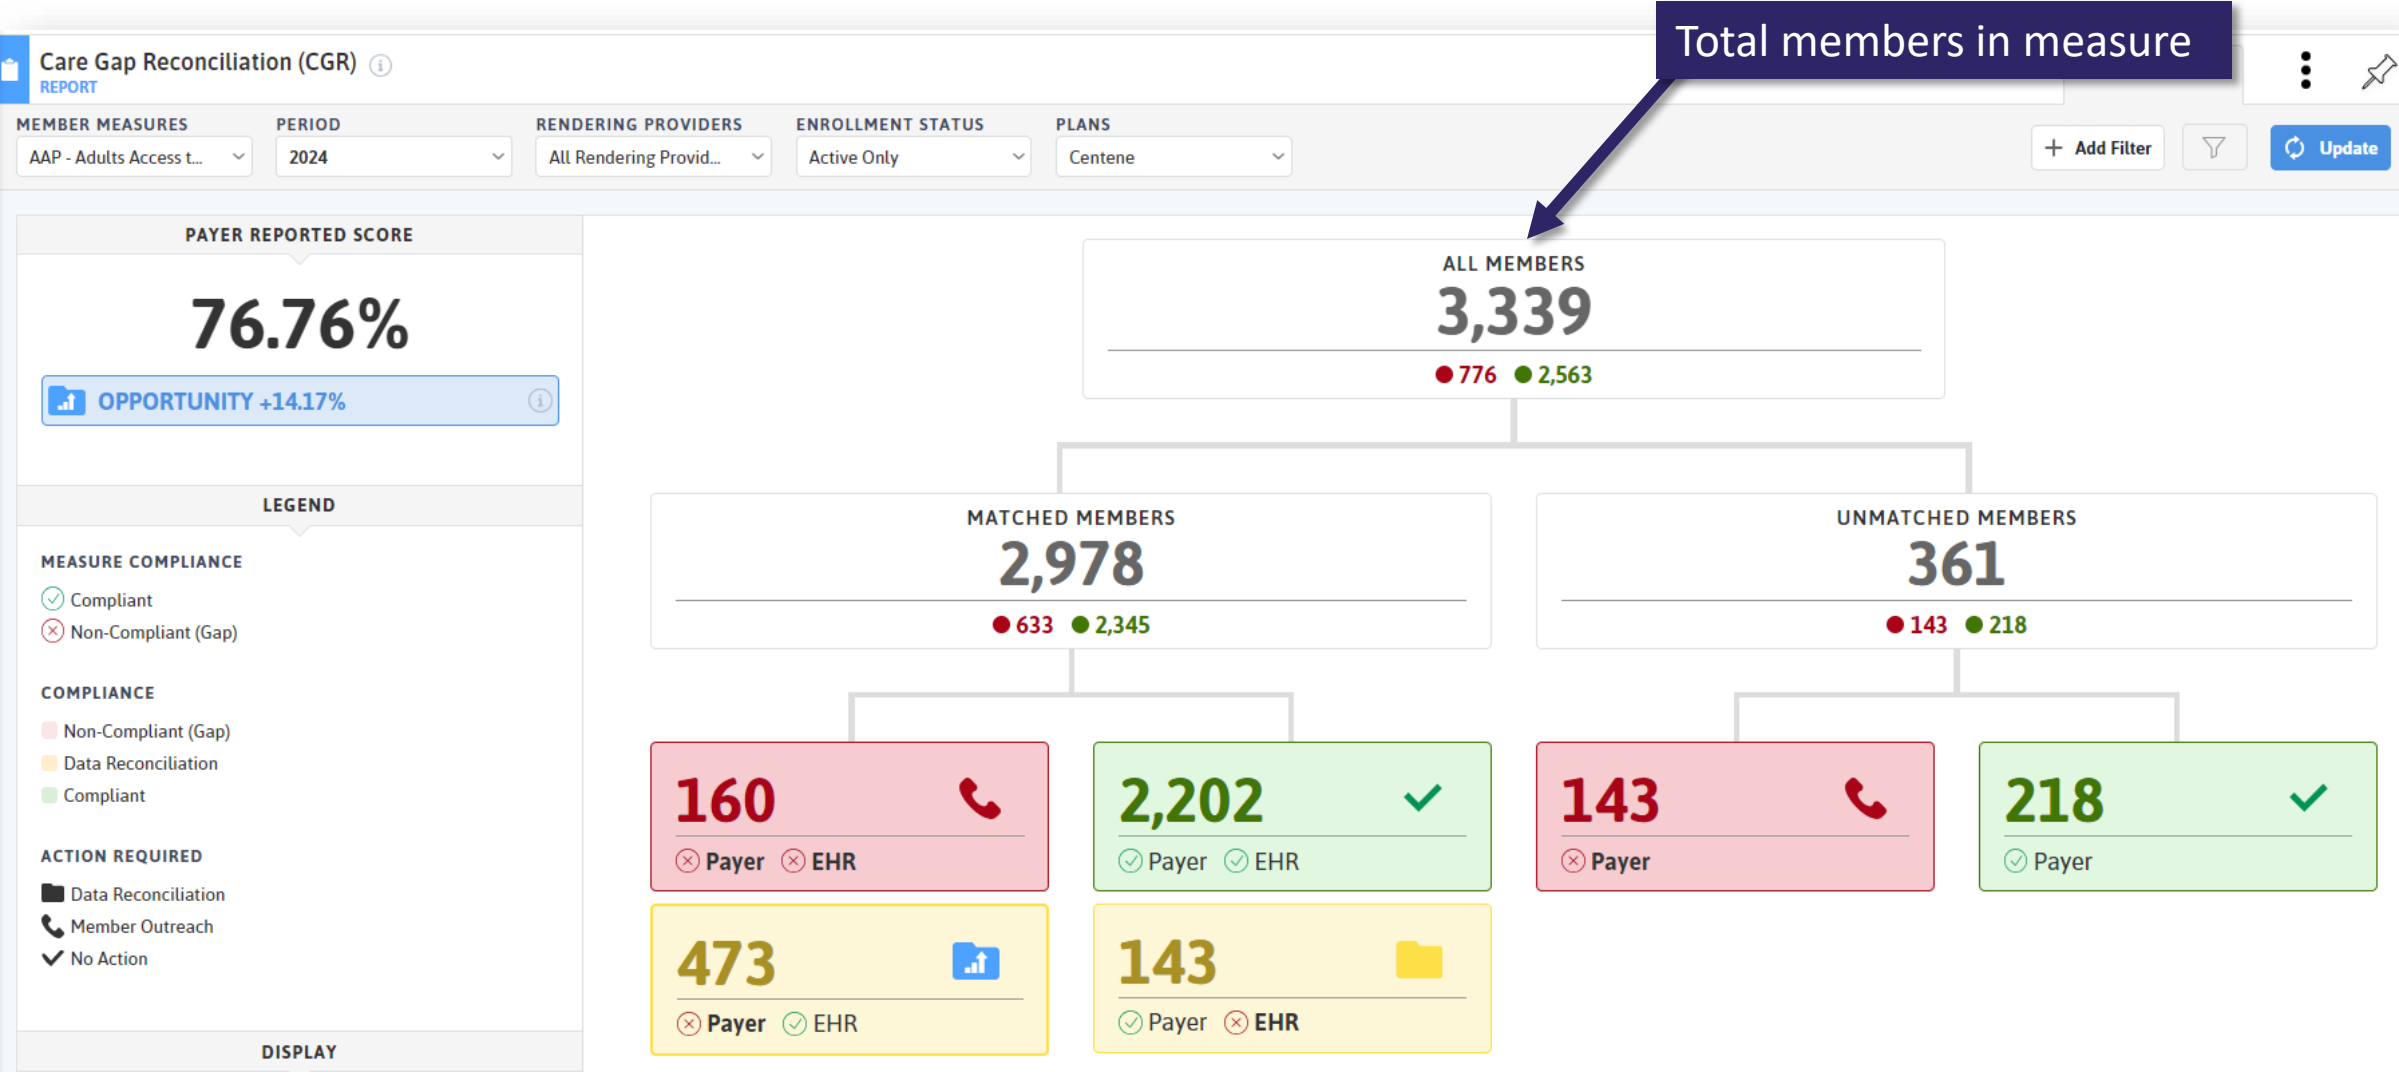 Total members in measure
Care Gap Reconciliation (CGR)
REPORT
MEMBER MEASURES
PERIOD
RENDERING PROVIDERS
ENROLLMENT STATUS
PLANS
AAP - Adults Access t...
2024
All Rendering Provid...
Active Only
Centene
Add Filter
Update
PAYER REPORTED SCORE
76.76%
OPPORTUNITY +14.17%
LEGEND
MEASURE COMPLIANCE
Compliant
Non-Compliant (Gap)
COMPLIANCE
Non-Compliant (Gap)
Data Reconciliation
Compliant
ACTION REQUIRED
Data Reconciliation
Member Outreach
No Action
DISPLAY
ALL MEMBERS
3,339
776 2,563
MATCHED MEMBERS
2,978
633 2,345
UNMATCHED MEMBERS
361
143 218
160
Payer EHR
2,202
Payer EHR
143
Payer
218
Payer
473
Payer EHR
143
Payer EHR